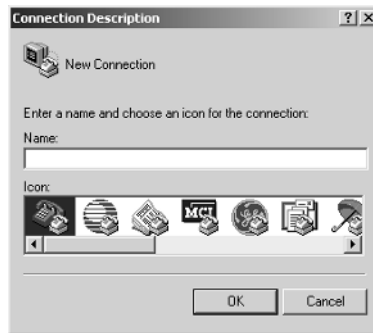 Connection Description
New Connection
Enter a name and choose an icon for the connection:
Name:
Icon:
MCI
OK Cancel